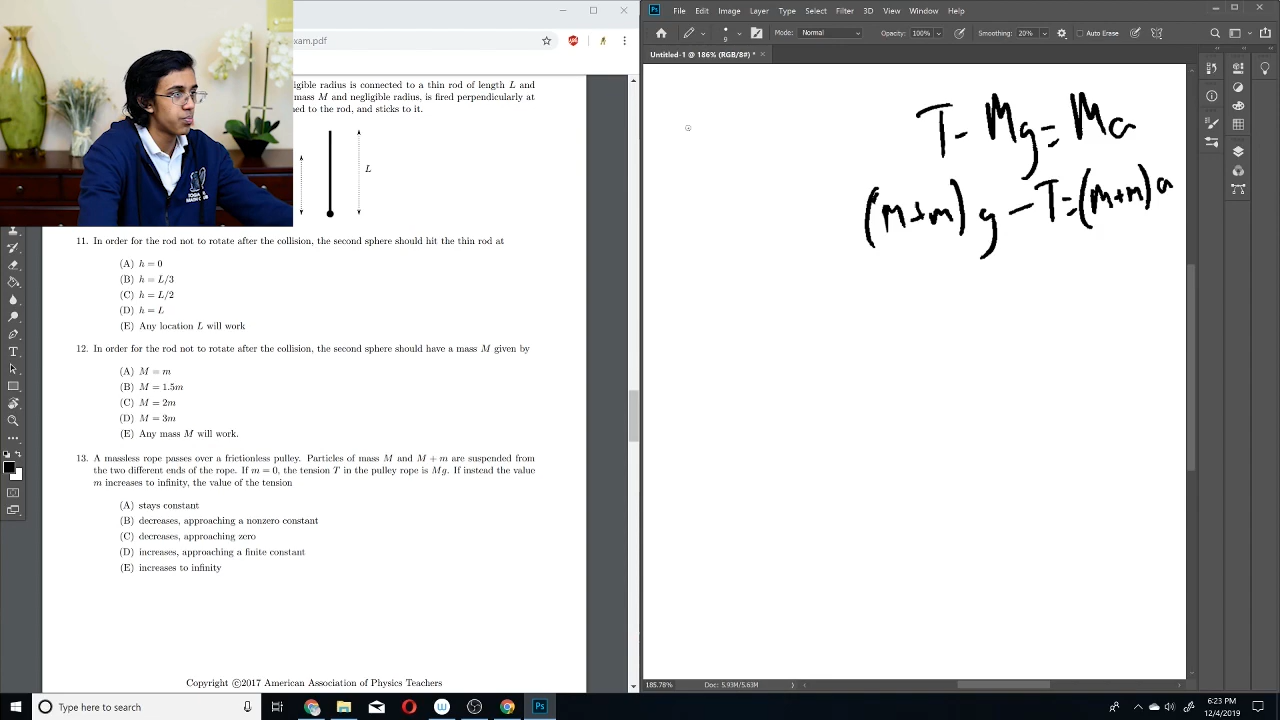 File Edit Image Layer Type Select Filter 3D View Window Help
Mode: Normal Opacity: 100% Smoothing: 20% Auto Erase
Untitled-1 @ 186% (RGB/8#) *
exam.pdf
igible radius is connected to a thin rod of length L and
mass M and negligible radius, is fired perpendicularly at
ed to the rod, and sticks to it.
L
11. In order for the rod not to rotate after the collision, the second sphere should hit the thin rod at
(A) h = 0
(B) h = L/3
(C) h = L/2
(D) h = L
(E) Any location L will work
12. In order for the rod not to rotate after the collision, the second sphere should have a mass M given by
(A) M = m
(B) M = 1.5m
(C) M = 2m
(D) M = 3m
(E) Any mass M will work.
13. A massless rope passes over a frictionless pulley. Particles of mass M and M + m are suspended from
the two different ends of the rope. If m = 0, the tension T in the pulley rope is Mg. If instead the value
m increases to infinity, the value of the tension
(A) stays constant
(B) decreases, approaching a nonzero constant
(C) decreases, approaching zero
(D) increases, approaching a finite constant
(E) increases to infinity
Copyright ©2017 American Association of Physics Teachers
T - Mg = Ma
(M+m) g - T = (M+m) a
185.78% Doc: 5.93M/5.63M
Type here to search
6:23 PM
12/4/2019